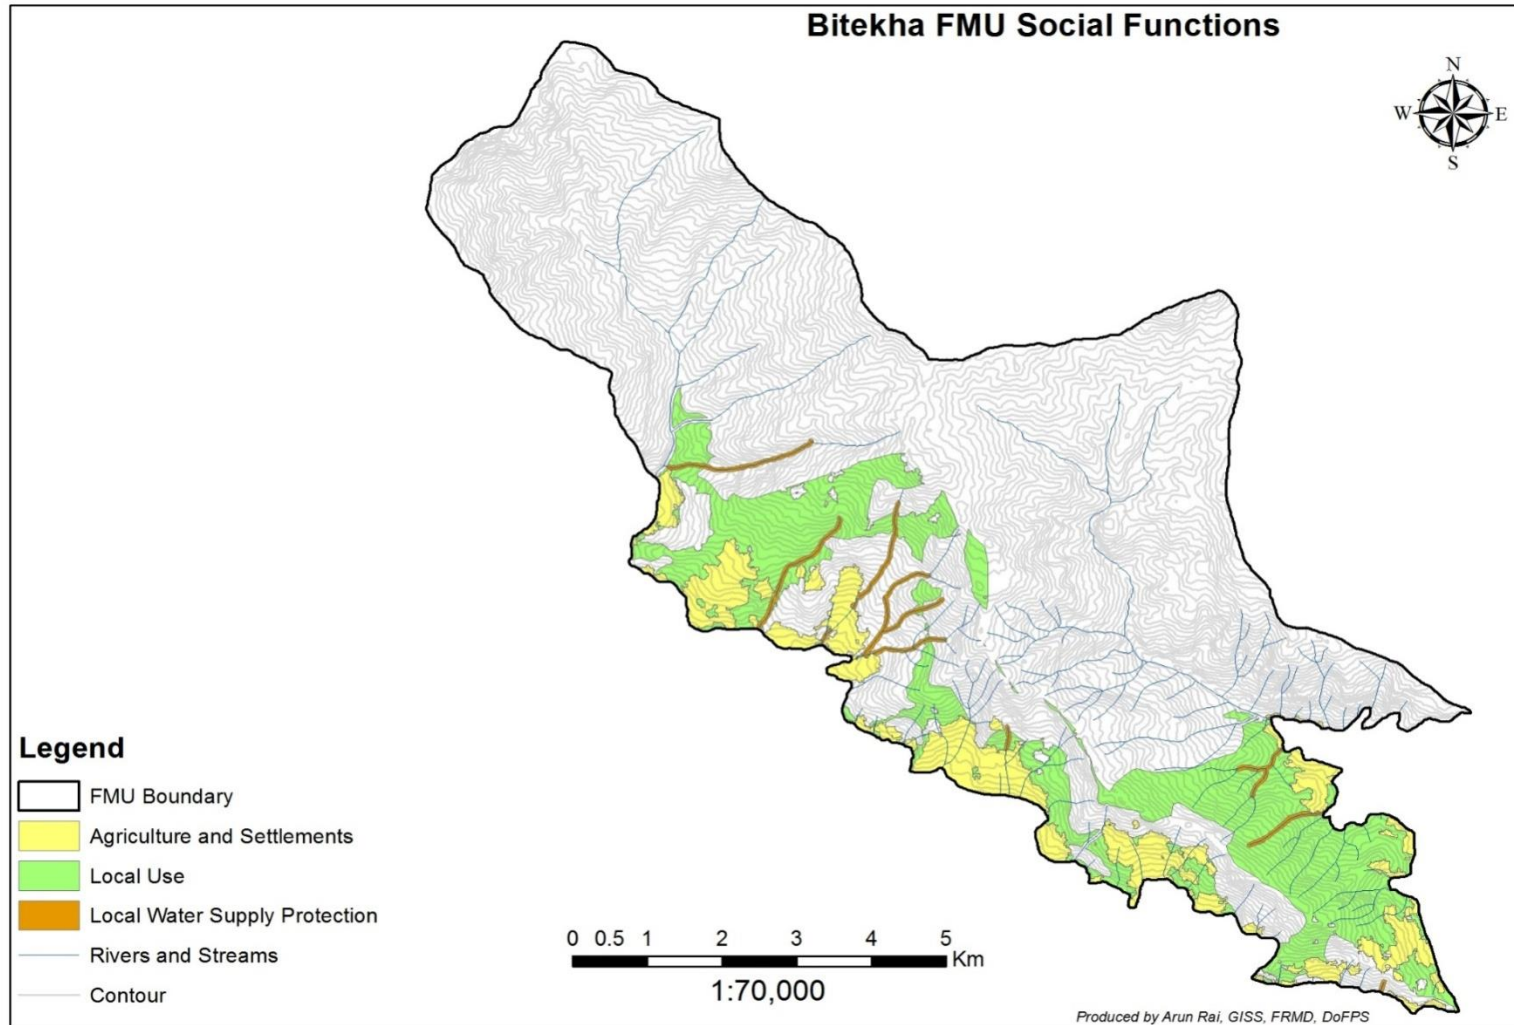 Bitekha FMU Social Functions
N
W E
S
Legend
FMU Boundary
Agriculture and Settlements
Local Use
Local Water Supply Protection
Rivers and Streams
Contour
0 0.5 1 2 3 4 5
Km
1:70,000
Produced by Arun Rai, GISS, FRMD, DoFPS